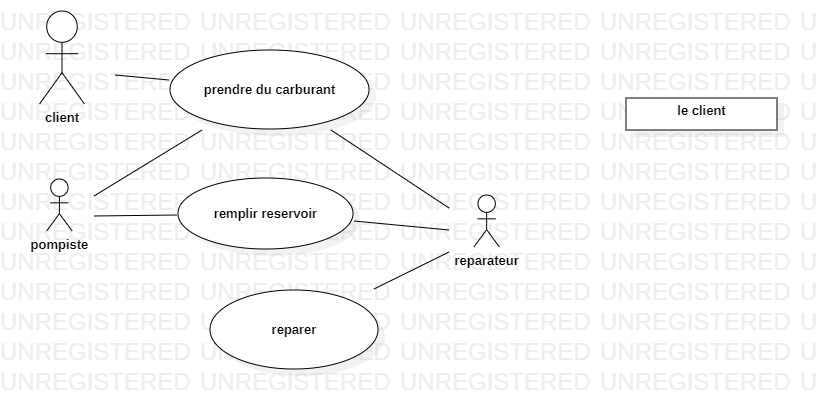 UNREGISTERED UNREGISTERED UNREGISTERED UNREGISTERED
prendre du carburant
le client
client
remplir reservoir
pompiste
reparateur
reparer